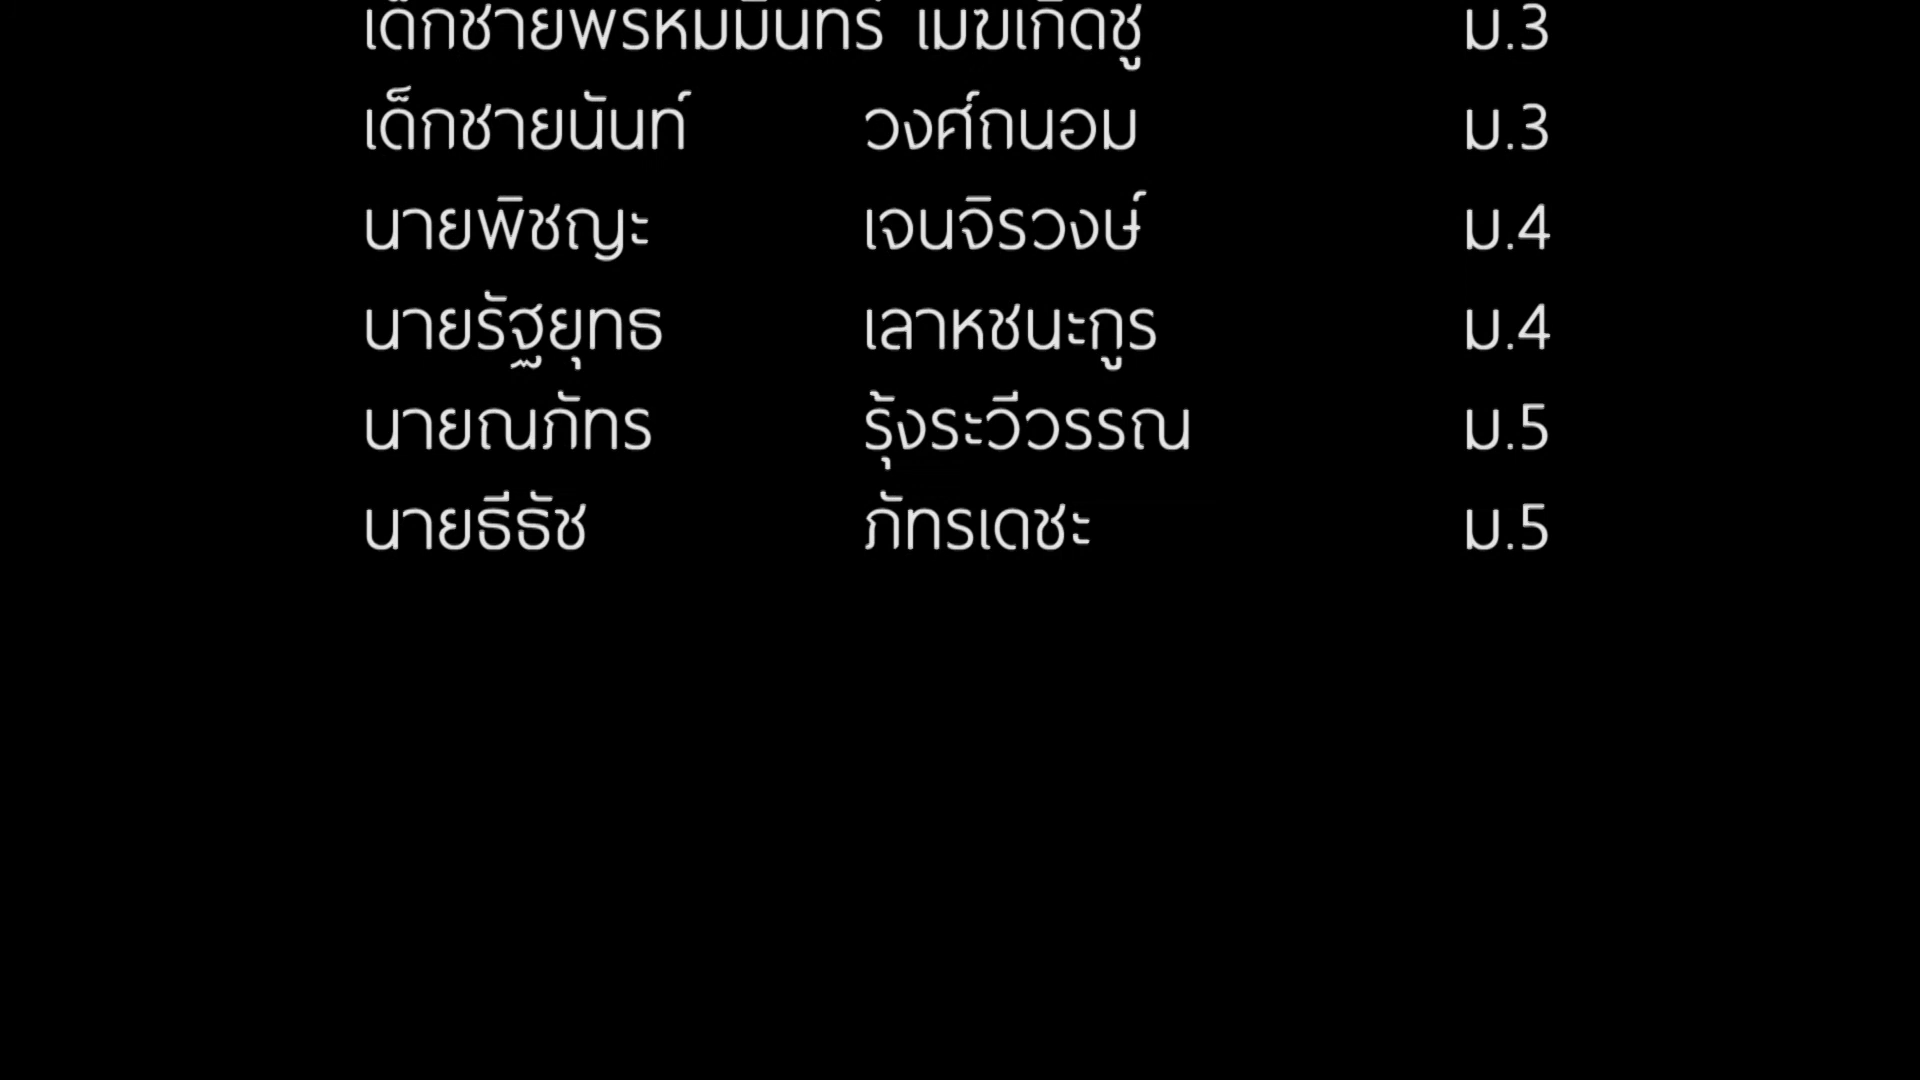 เด็กชายพรหมมินทร์ เมฆเกิดชู ม.3
เด็กชายนันท์ วงศ์ถนอม ม.3
นายพิชญะ เจนจิรวงษ์ ม.4
นายรัฐยุทธ เลาหชนะกูร ม.4
นายณภัทร รุ้งระวีวรรณ ม.5
นายธีธัช ภัทรเดชะ ม.5